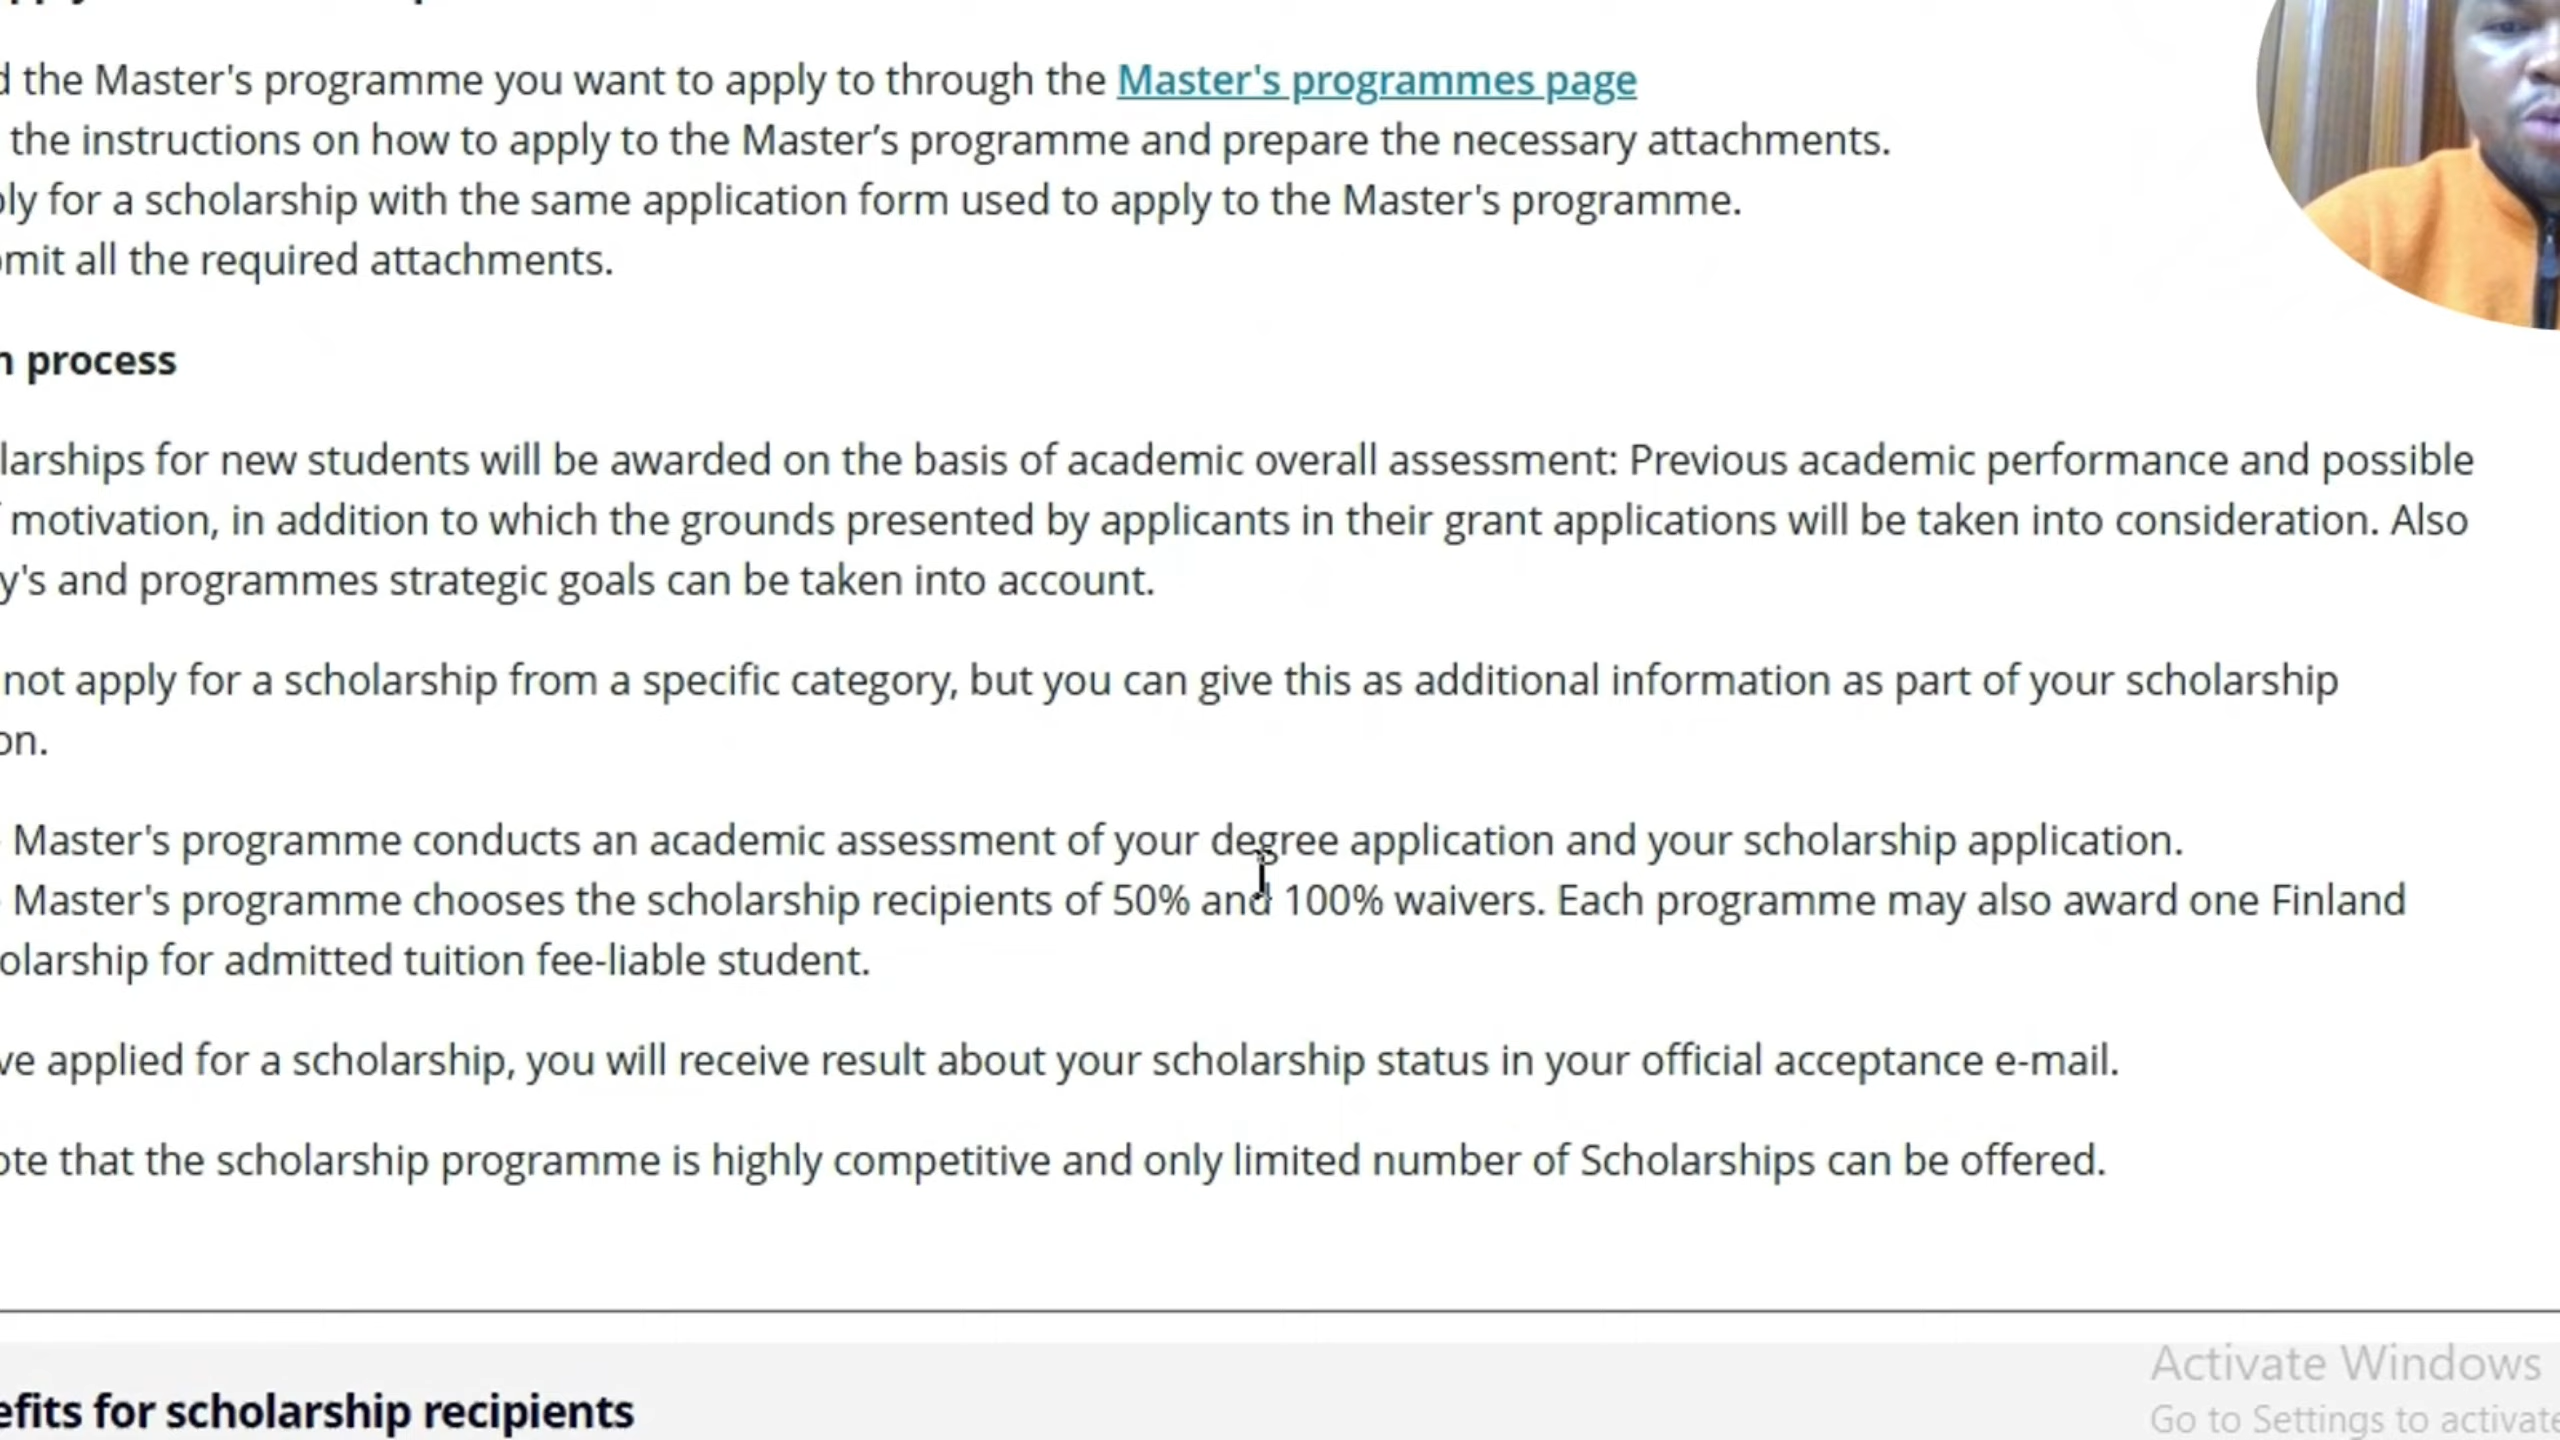 the Master's programme you want to apply to through the Master's programmes page
the instructions on how to apply to the Master’s programme and prepare the necessary attachments.
for a scholarship with the same application form used to apply to the Master's programme.
all the required attachments.
process
for new students will be awarded on the basis of academic overall assessment: Previous academic performance and possible
motivation, in addition to which the grounds presented by applicants in their grant applications will be taken into consideration. Also
and programmes strategic goals can be taken into account.
not apply for a scholarship from a specific category, but you can give this as additional information as part of your scholarship
Master's programme conducts an academic assessment of your degree application and your scholarship application.
Master's programme chooses the scholarship recipients of 50% and 100% waivers. Each programme may also award one Finland
for admitted tuition fee-liable student.
applied for a scholarship, you will receive result about your scholarship status in your official acceptance e-mail.
that the scholarship programme is highly competitive and only limited number of Scholarships can be offered.
for scholarship recipients
Activate Windows
Go to Settings to activate